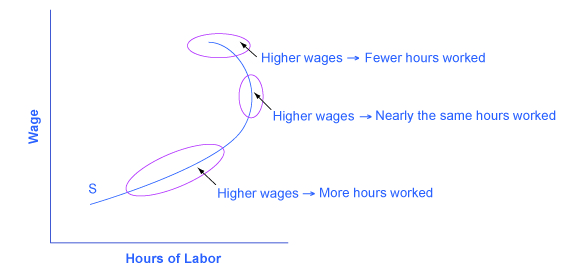 Higher wages → Fewer hours worked
Higher wages → Nearly the same hours worked
Wage
S
Higher wages → More hours worked
Hours of Labor